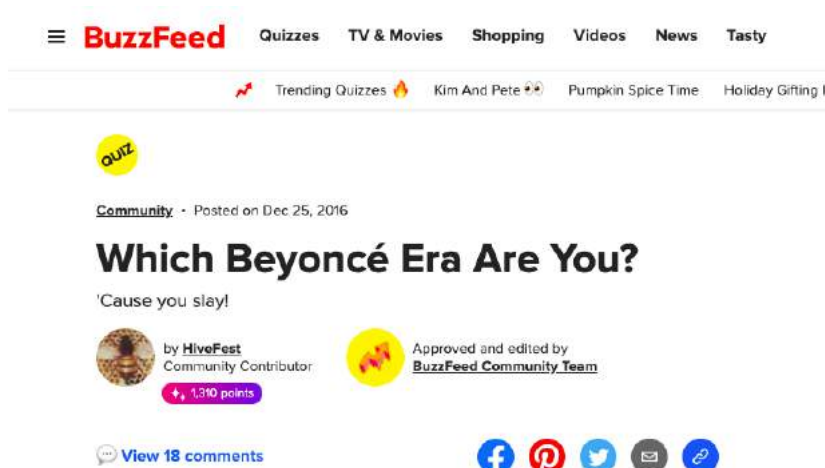 BuzzFeed Quizzes TV & Movies Shopping Videos News Tasty
Trending Quizzes 🔥 Kim And Pete 👀 Pumpkin Spice Time Holiday Gifting
QUIZ
Community · Posted on Dec 25, 2016
Which Beyoncé Era Are You?
'Cause you slay!
by HiveFest
Community Contributor
1,310 points
Approved and edited by
BuzzFeed Community Team
💬 View 18 comments